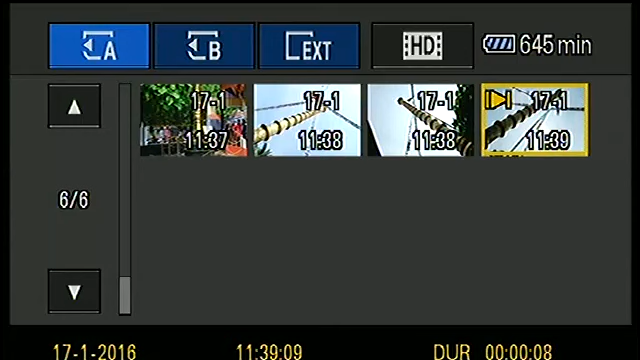 A B EXT HD 645 min
17-1 17-1 17-1 17-1
11:37 11:38 11:38 11:39
6/6
17-1-2016 11:39:09 DUR 00:00:08